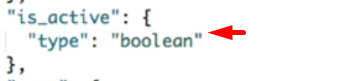 "is_active": {
"type": "boolean"
},